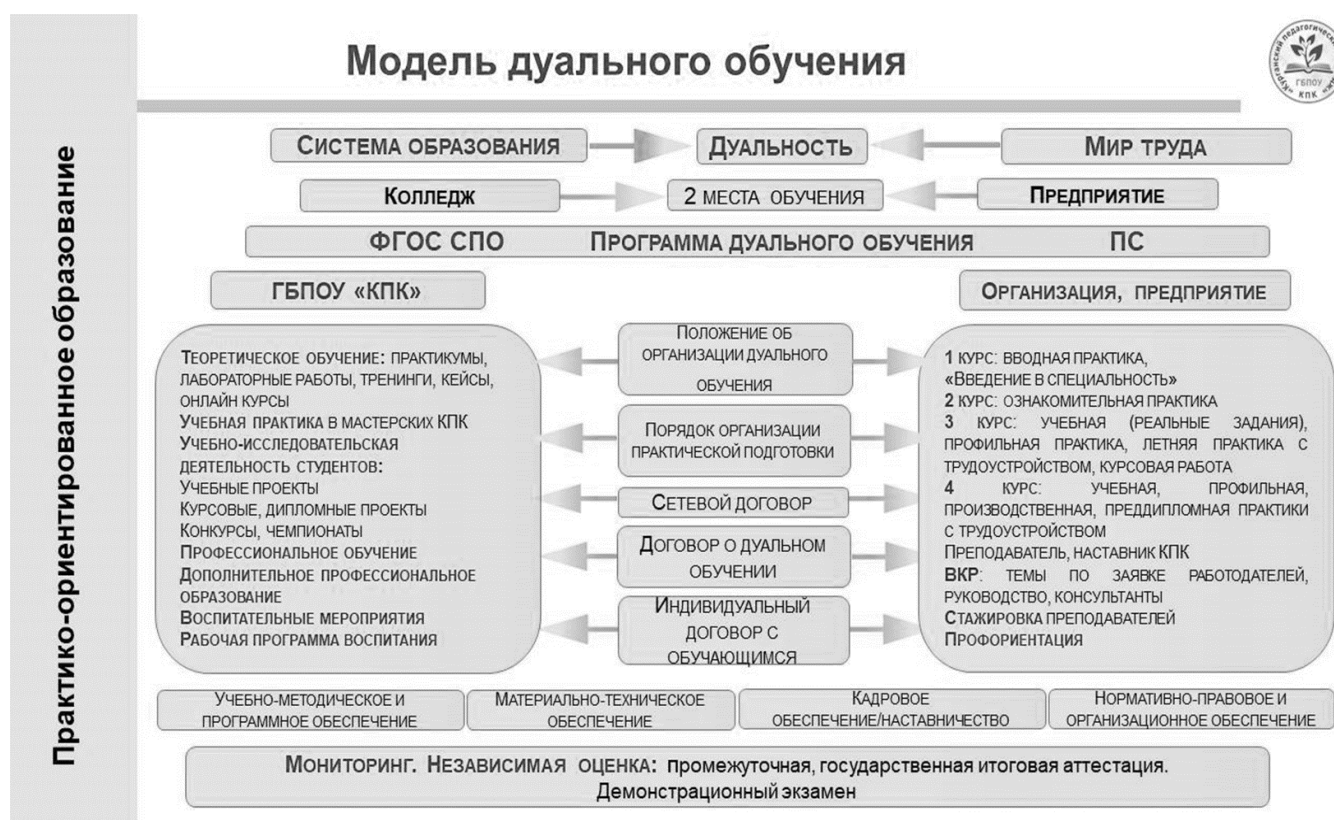 Модель дуального обучения
«Курганский педагогический
ГБПОУ
КПК»
Практико-ориентированное образование
СИСТЕМА ОБРАЗОВАНИЯ
ДУАЛЬНОСТЬ
МИР ТРУДА
КОЛЛЕДЖ
2 МЕСТА ОБУЧЕНИЯ
ПРЕДПРИЯТИЕ
ФГОС СПО ПРОГРАММА ДУАЛЬНОГО ОБУЧЕНИЯ ПС
ГБПОУ «КПК»
ОРГАНИЗАЦИЯ, ПРЕДПРИЯТИЕ
ТЕОРЕТИЧЕСКОЕ ОБУЧЕНИЕ: ПРАКТИКУМЫ,
ЛАБОРАТОРНЫЕ РАБОТЫ, ТРЕНИНГИ, КЕЙСЫ,
ОНЛАЙН КУРСЫ
УЧЕБНАЯ ПРАКТИКА В МАСТЕРСКИХ КПК
УЧЕБНО-ИССЛЕДОВАТЕЛЬСКАЯ
ДЕЯТЕЛЬНОСТЬ СТУДЕНТОВ:
УЧЕБНЫЕ ПРОЕКТЫ
КУРСОВЫЕ, ДИПЛОМНЫЕ ПРОЕКТЫ
КОНКУРСЫ, ЧЕМПИОНАТЫ
ПРОФЕССИОНАЛЬНОЕ ОБУЧЕНИЕ
ДОПОЛНИТЕЛЬНОЕ ПРОФЕССИОНАЛЬНОЕ
ОБРАЗОВАНИЕ
ВОСПИТАТЕЛЬНЫЕ МЕРОПРИЯТИЯ
РАБОЧАЯ ПРОГРАММА ВОСПИТАНИЯ
ПОЛОЖЕНИЕ ОБ
ОРГАНИЗАЦИИ ДУАЛЬНОГО
ОБУЧЕНИЯ
ПОРЯДОК ОРГАНИЗАЦИИ
ПРАКТИЧЕСКОЙ ПОДГОТОВКИ
СЕТЕВОЙ ДОГОВОР
ДОГОВОР О ДУАЛЬНОМ
ОБУЧЕНИИ
ИНДИВИДУАЛЬНЫЙ
ДОГОВОР С
ОБУЧАЮЩИМСЯ
1 КУРС: ВВОДНАЯ ПРАКТИКА,
«ВВЕДЕНИЕ В СПЕЦИАЛЬНОСТЬ»
2 КУРС: ОЗНАКОМИТЕЛЬНАЯ ПРАКТИКА
3 КУРС: УЧЕБНАЯ (РЕАЛЬНЫЕ ЗАДАНИЯ),
ПРОФИЛЬНАЯ ПРАКТИКА, ЛЕТНЯЯ ПРАКТИКА С
ТРУДОУСТРОЙСТВОМ, КУРСОВАЯ РАБОТА
4 КУРС: УЧЕБНАЯ, ПРОФИЛЬНАЯ,
ПРОИЗВОДСТВЕННАЯ, ПРЕДДИПЛОМНАЯ ПРАКТИКИ
С ТРУДОУСТРОЙСТВОМ
ПРЕПОДАВАТЕЛЬ, НАСТАВНИК КПК
ВКР: ТЕМЫ ПО ЗАЯВКЕ РАБОТОДАТЕЛЕЙ,
РУКОВОДСТВО, КОНСУЛЬТАНТЫ
СТАЖИРОВКА ПРЕПОДАВАТЕЛЕЙ
ПРОФОРИЕНТАЦИЯ
УЧЕБНО-МЕТОДИЧЕСКОЕ И
ПРОГРАММНОЕ ОБЕСПЕЧЕНИЕ
МАТЕРИАЛЬНО-ТЕХНИЧЕСКОЕ
ОБЕСПЕЧЕНИЕ
КАДРОВОЕ
ОБЕСПЕЧЕНИЕ/НАСТАВНИЧЕСТВО
НОРМАТИВНО-ПРАВОВОЕ И
ОРГАНИЗАЦИОННОЕ ОБЕСПЕЧЕНИЕ
МОНИТОРИНГ. НЕЗАВИСИМАЯ ОЦЕНКА: промежуточная, государственная итоговая аттестация.
Демонстрационный экзамен